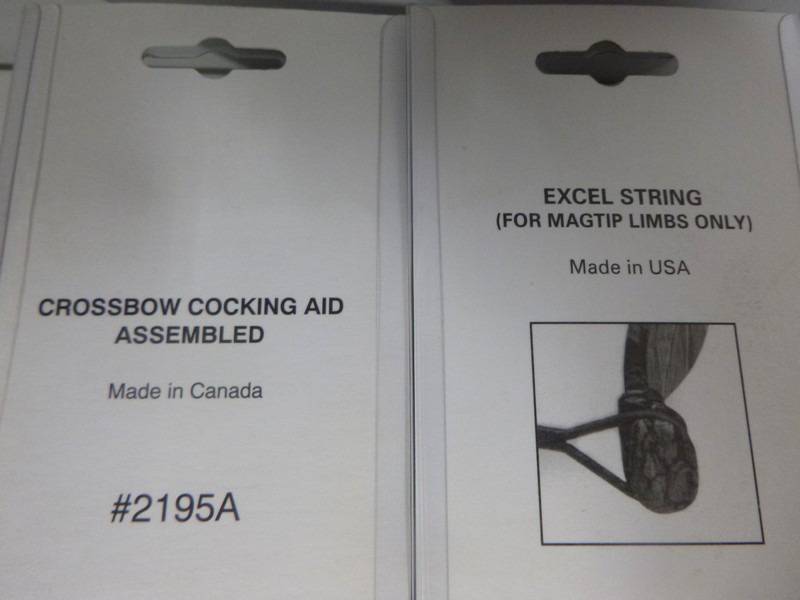 CROSSBOW COCKING AID
ASSEMBLED
Made in Canada
#2195A
EXCEL STRING
(FOR MAGTIP LIMBS ONLY)
Made in USA